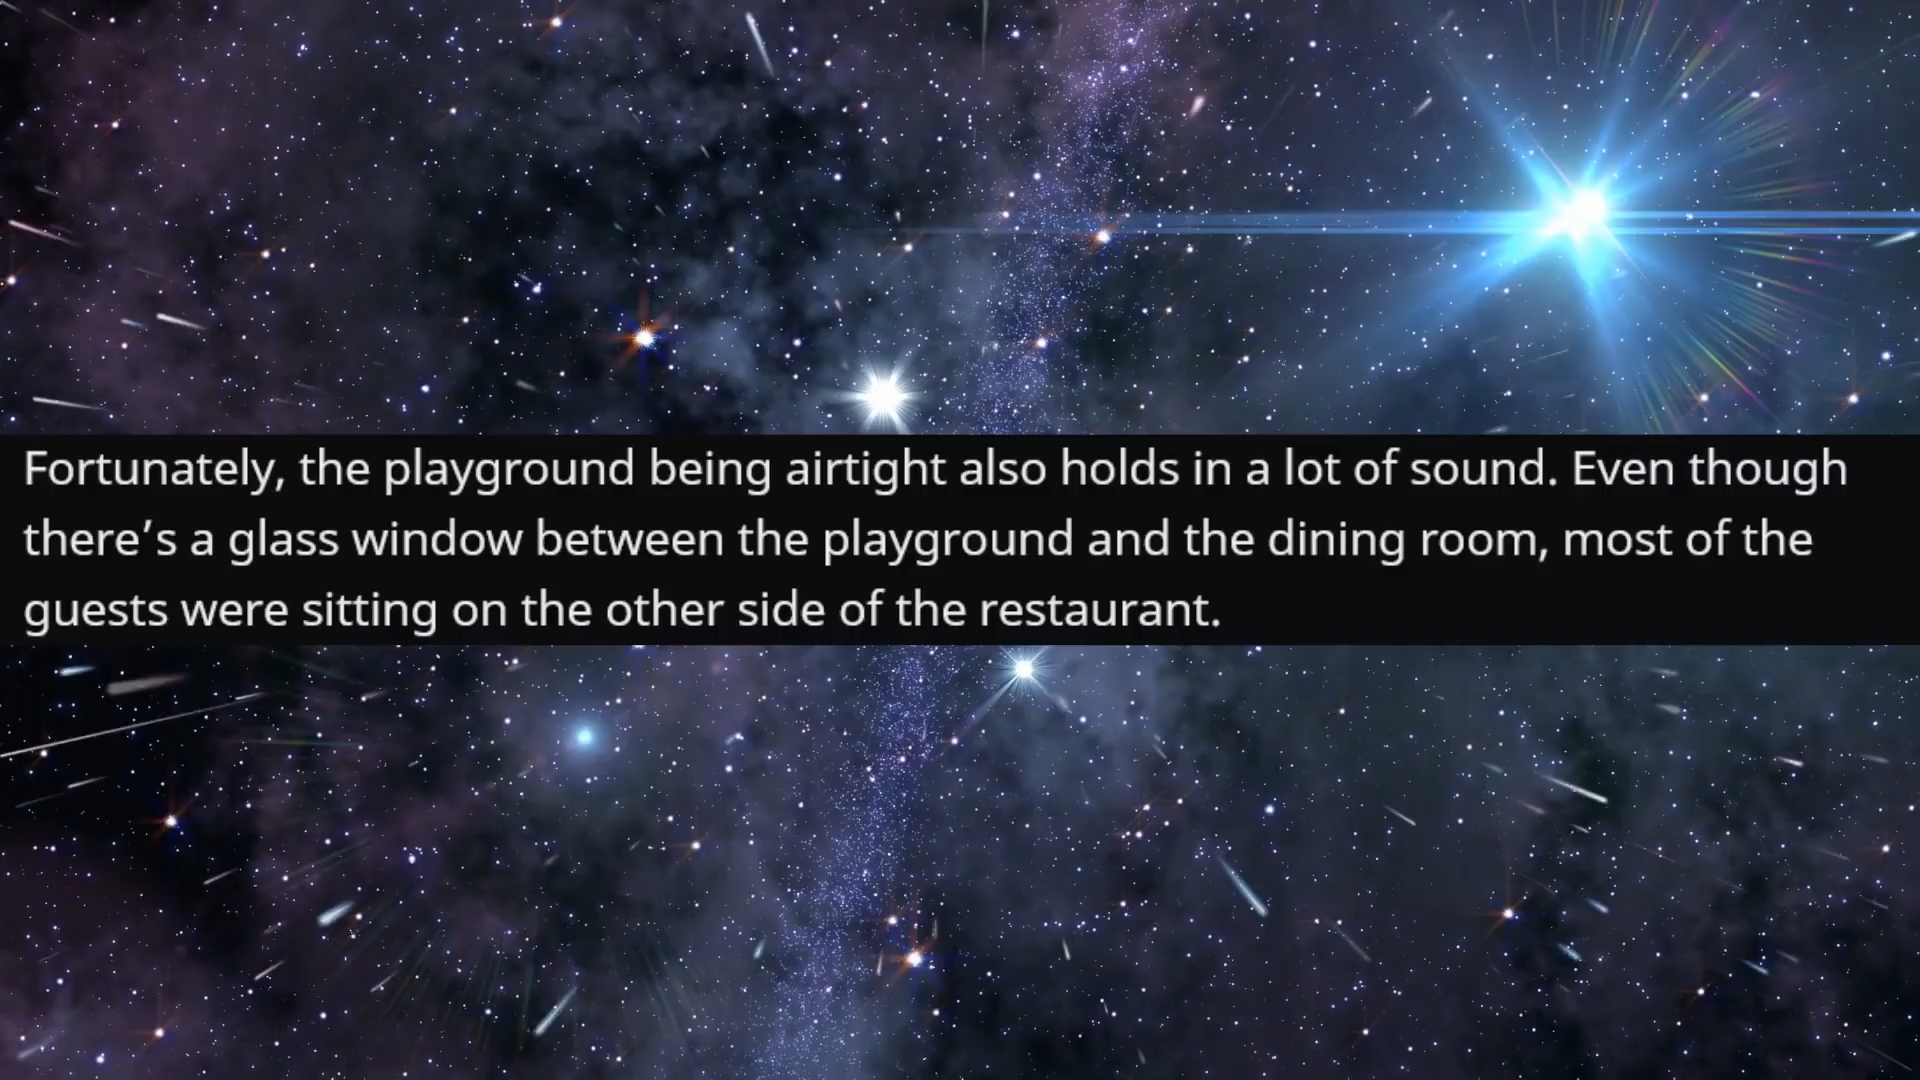 Fortunately, the playground being airtight also holds in a lot of sound. Even though
there’s a glass window between the playground and the dining room, most of the
guests were sitting on the other side of the restaurant.